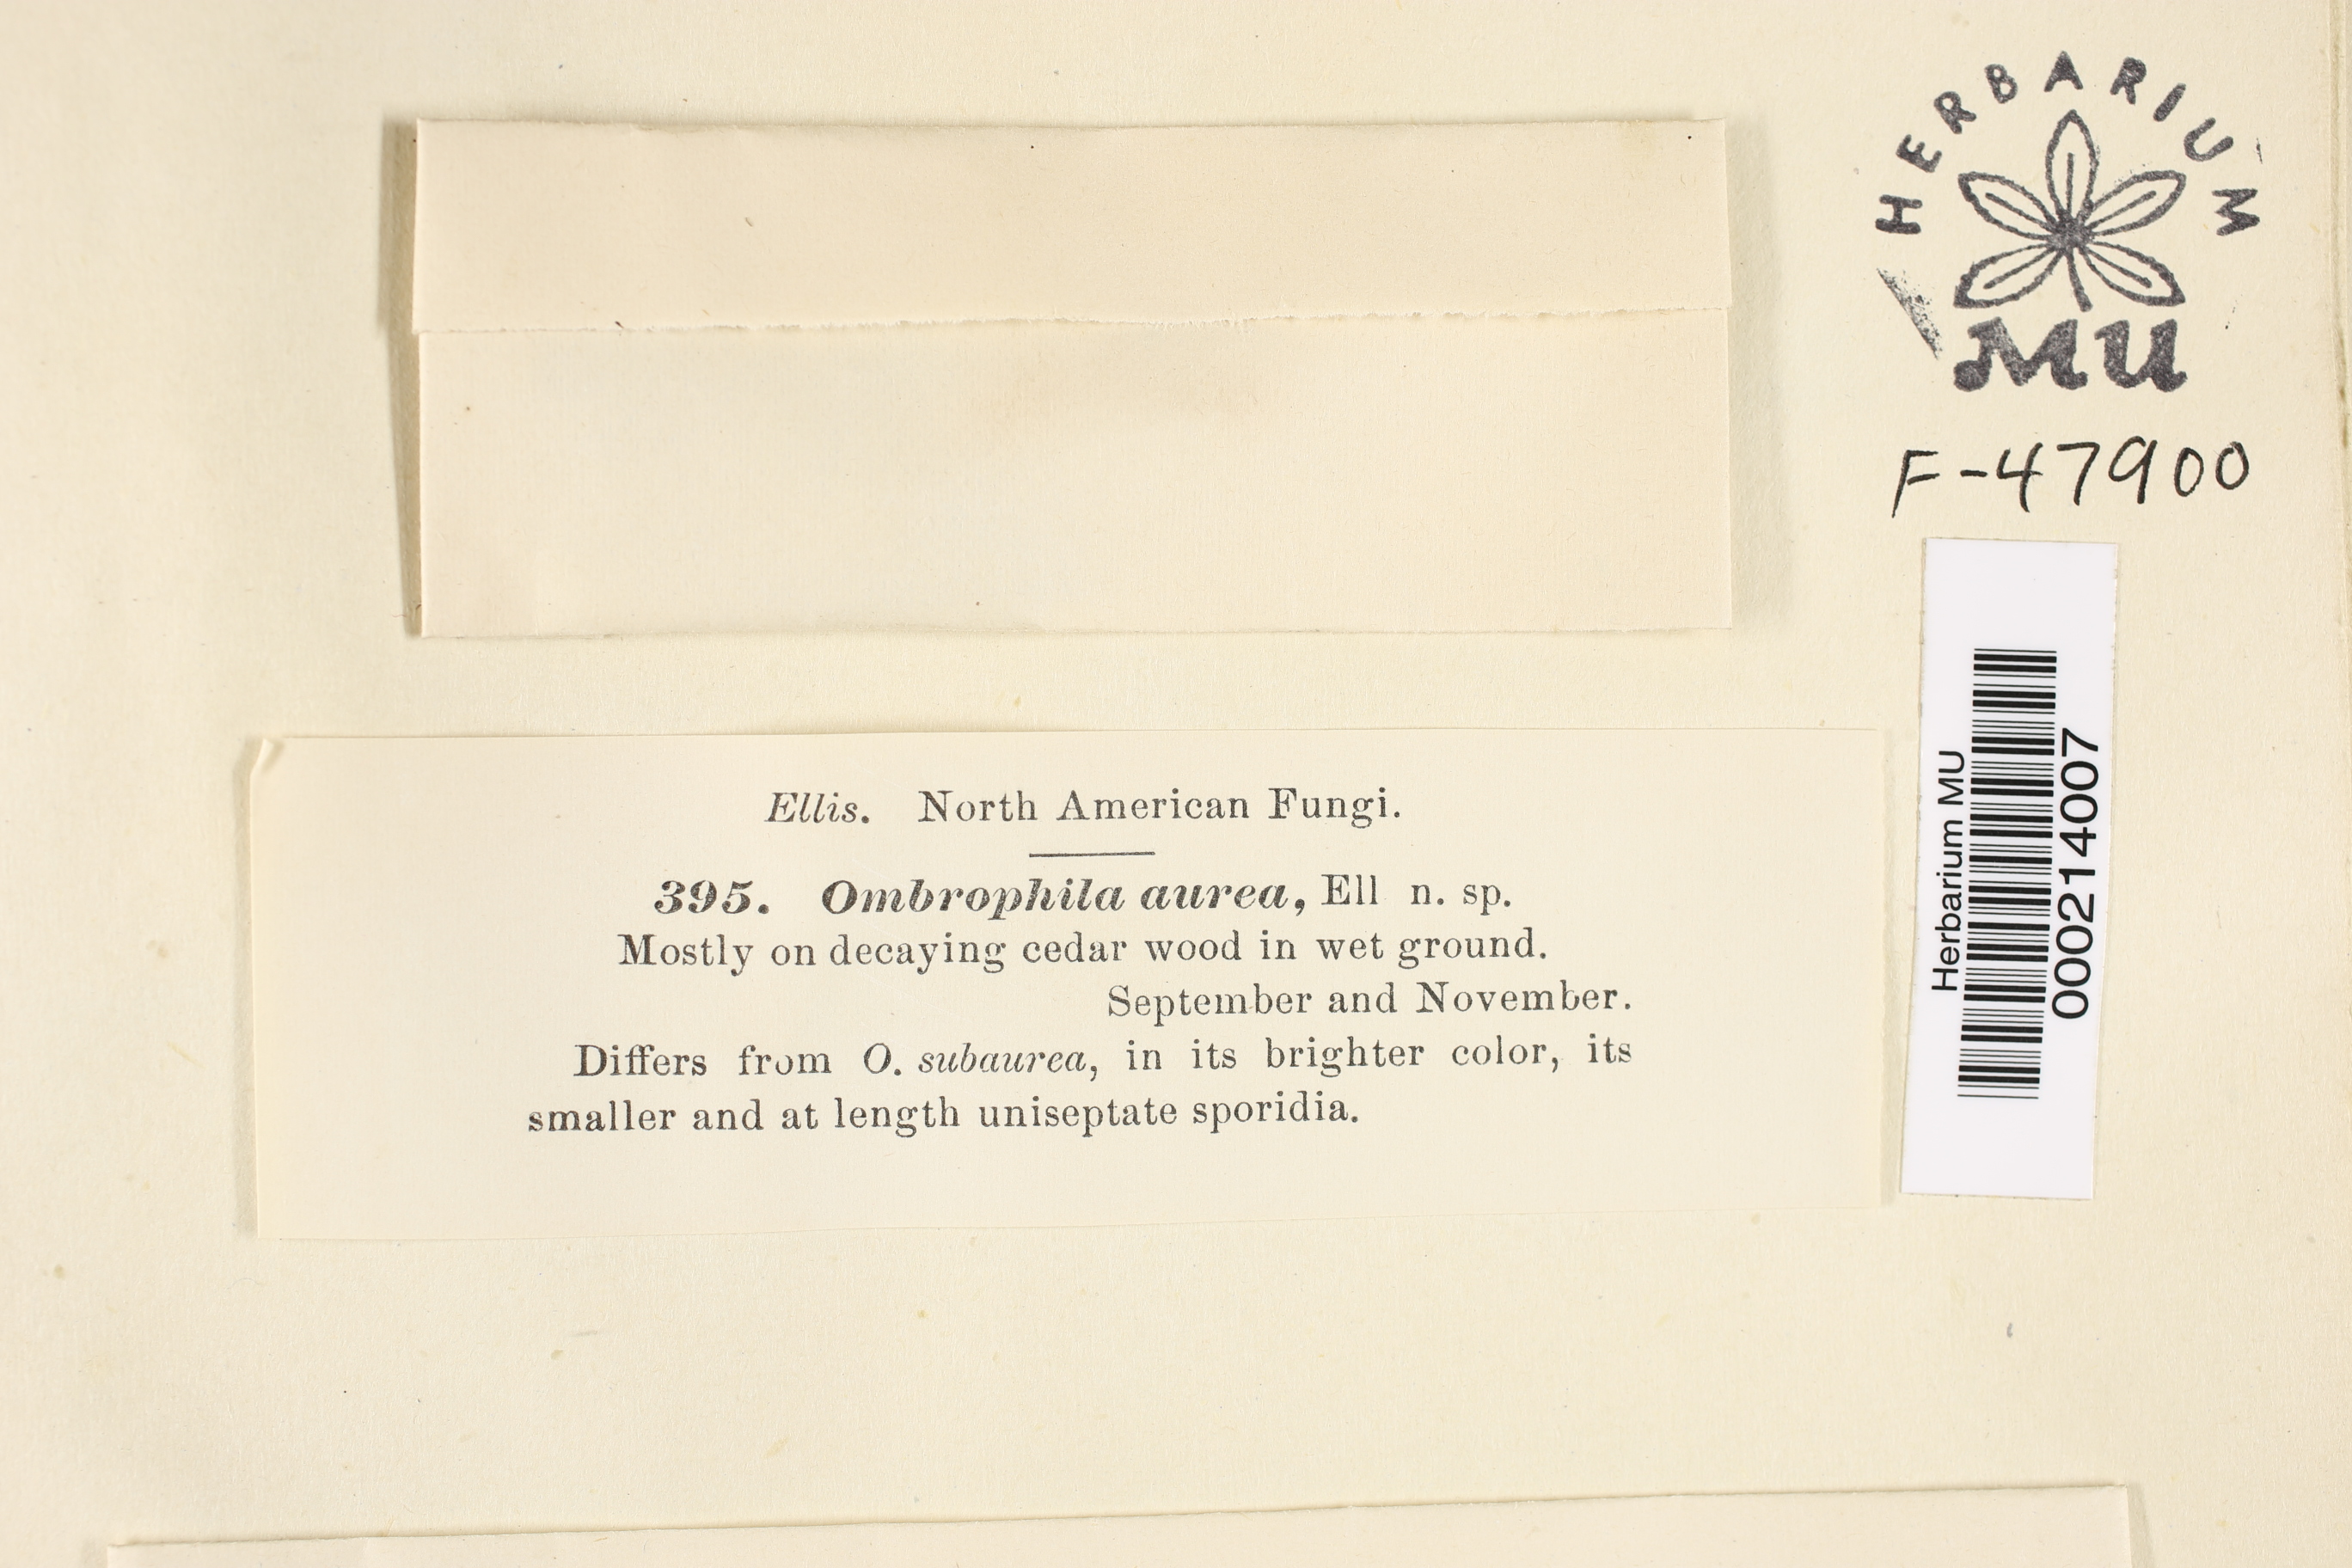 HERBARIUM
MU
F-47900
Herbarium MU
000214007
Ellis. North American Fungi.
395. Ombrophila aurea, Ell n. sp.
Mostly on decaying cedar wood in wet ground.
September and November.
Differs from O. subaurea, in its brighter color, its
smaller and at length uniseptate sporidia.